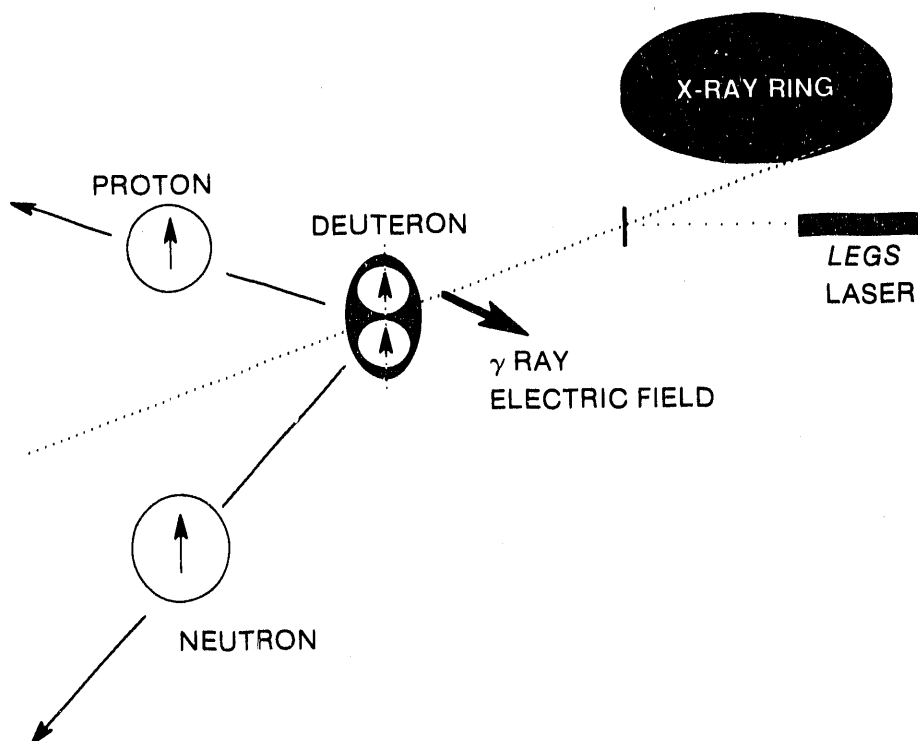 X-RAY RING
PROTON
DEUTERON
LEGS
LASER
γ RAY
ELECTRIC FIELD
NEUTRON